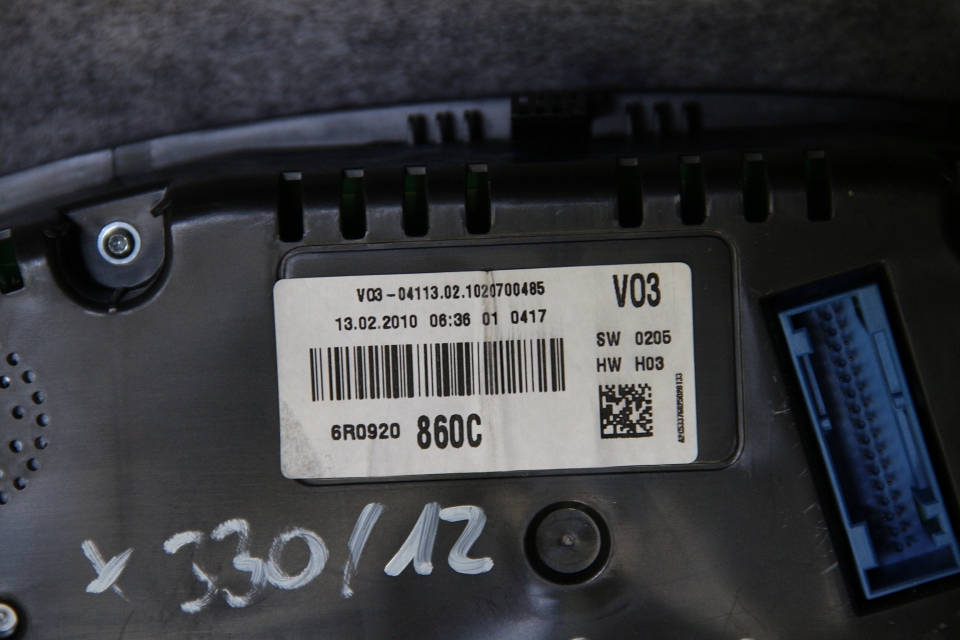 V03-04113.02.1020700485
V03
13.02.2010 06:36 01 0417
SW 0205
HW H03
6R0920 860C
x 330/12